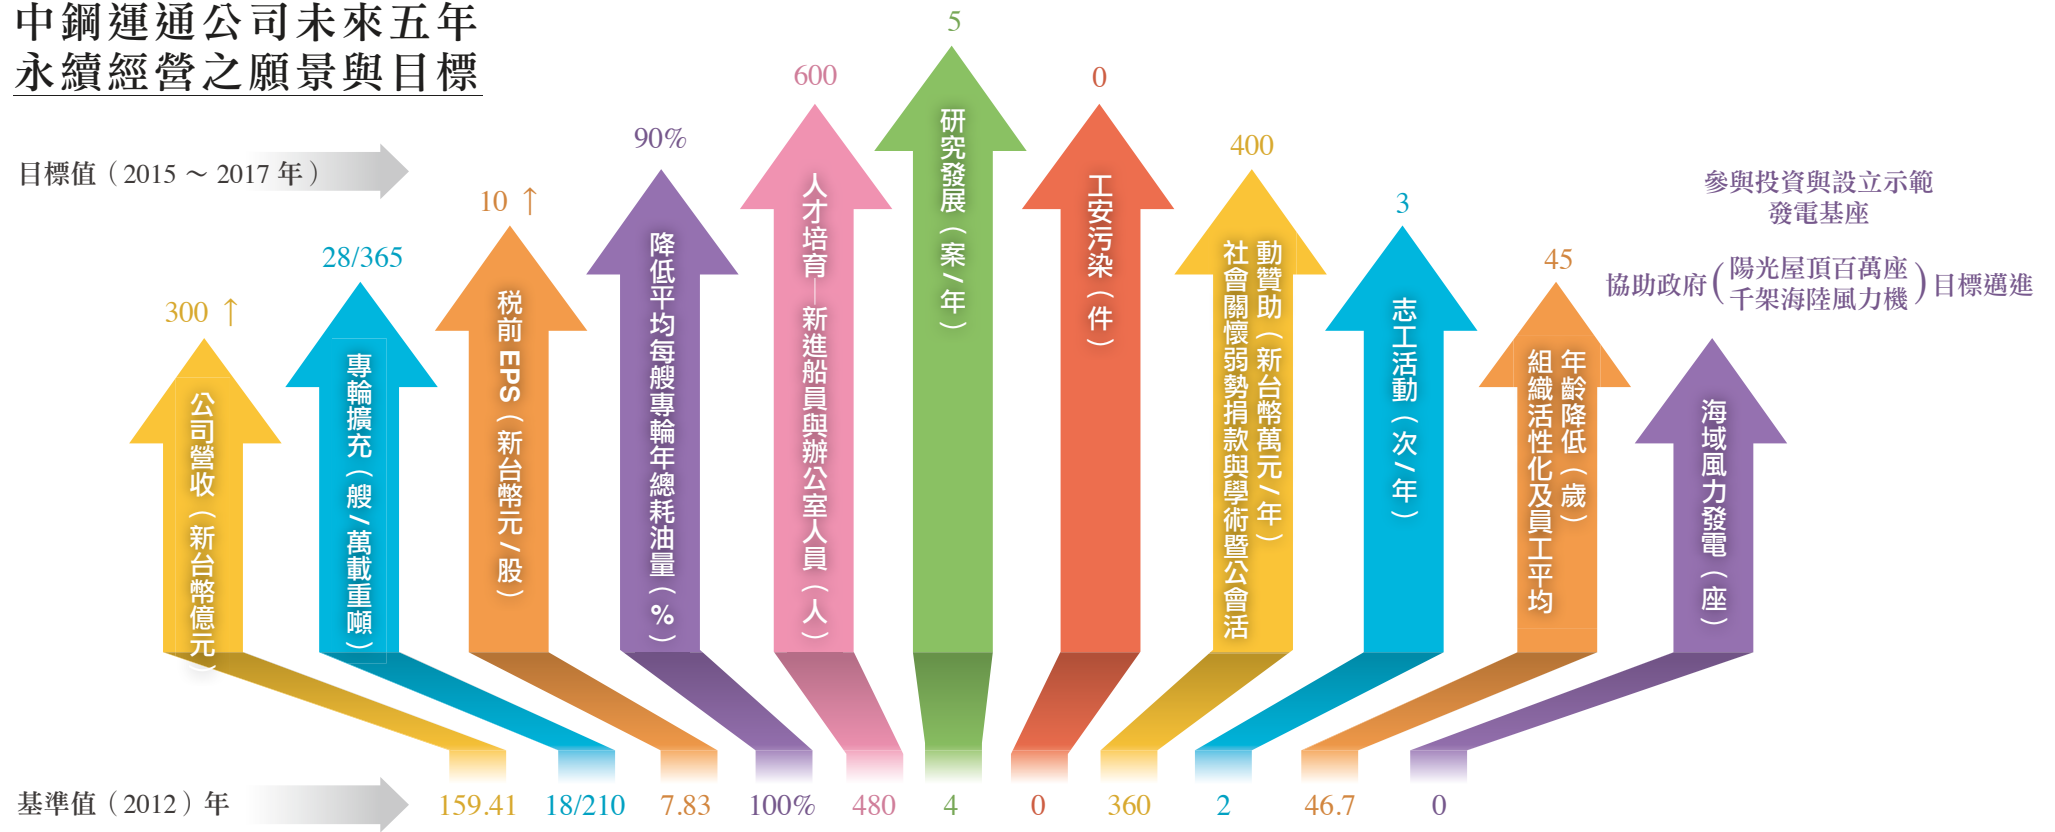 中鋼運通公司未來五年
永續經營之願景與目標
目標值（2015 ～ 2017 年）
300 ↑
28/365
10 ↑
90%
600
5
0
400
3
45
參與投資與設立示範
發電基座
協助政府（陽光屋頂百萬座
千架海陸風力機）目標邁進
公司營收（新台幣億元）
專輪擴充（艘/萬載重噸）
税前 EPS（新台幣元/股）
降低平均每艘專輪年總耗油量（%）
人才培育—新進船員與辦公室人員（人）
研究發展（案/年）
工安污染（件）
社會關懷弱勢捐款與學術暨公會活
動贊助（新台幣萬元/年）
志工活動（次/年）
組織活性化及員工平均
年齡降低（歲）
海域風力發電（座）
基準值（2012）年
159.41
18/210
7.83
100%
480
4
0
360
2
46.7
0